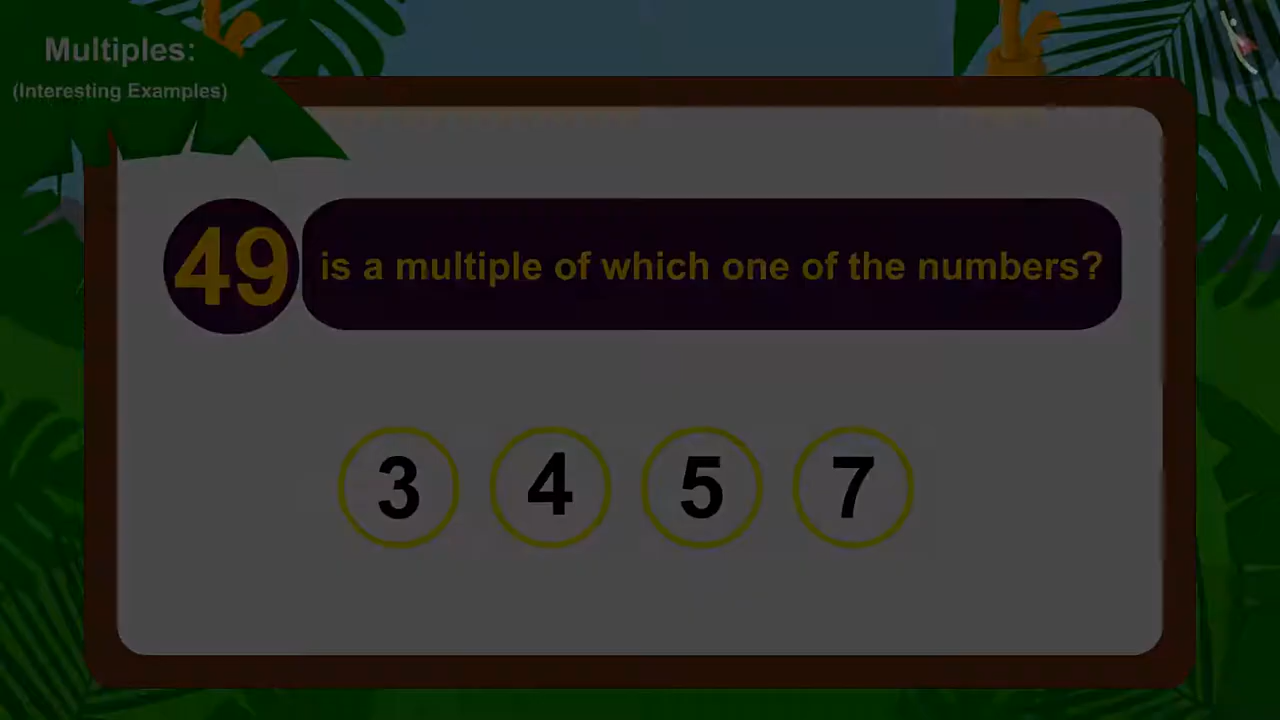 Multiples:
(Interesting Examples)
49 is a multiple of which one of the numbers?
3 4 5 7